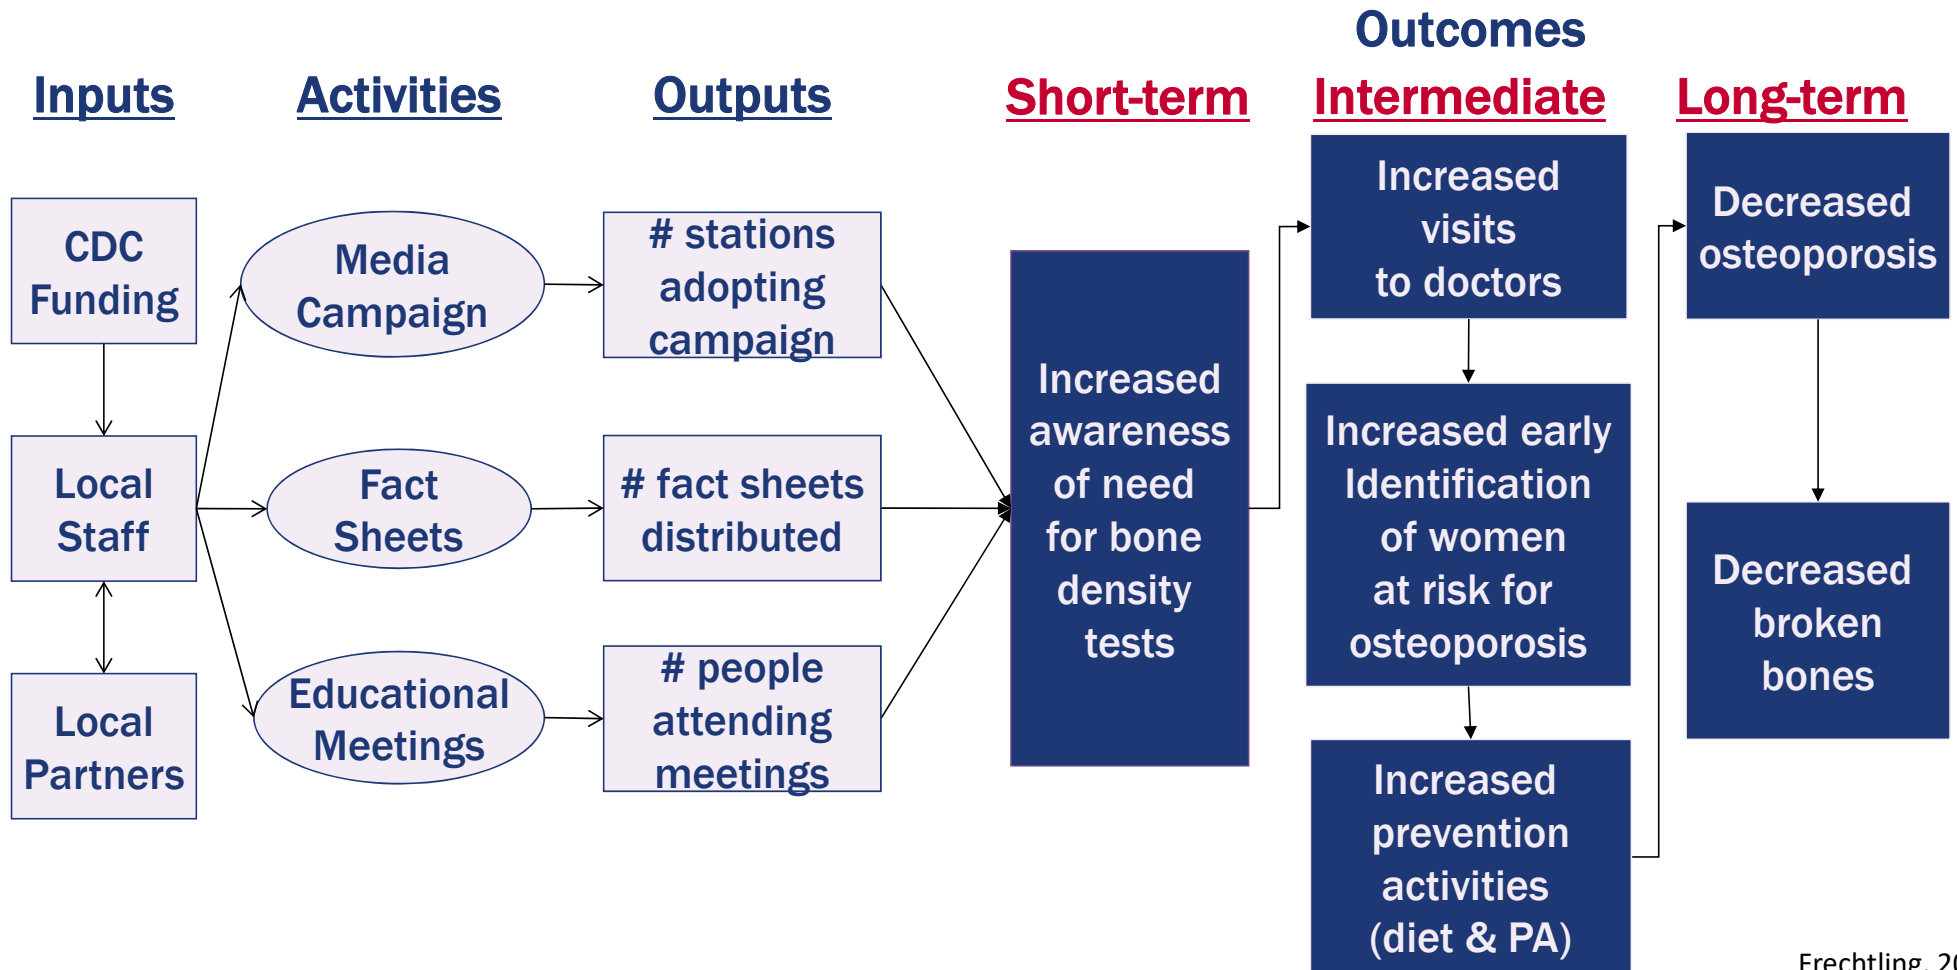 Outcomes
Inputs
Activities
Outputs
Short-term
Intermediate
Long-term
CDC
Funding
Local
Staff
Local
Partners
Media
Campaign
Fact
Sheets
Educational
Meetings
# stations
adopting
campaign
# fact sheets
distributed
# people
attending
meetings
Increased
awareness
of need
for bone
density
tests
Increased
visits
to doctors
Increased early
Identification
of women
at risk for
osteoporosis
Increased
prevention
activities
(diet & PA)
Decreased
osteoporosis
Decreased
broken
bones
Frechtling, 20